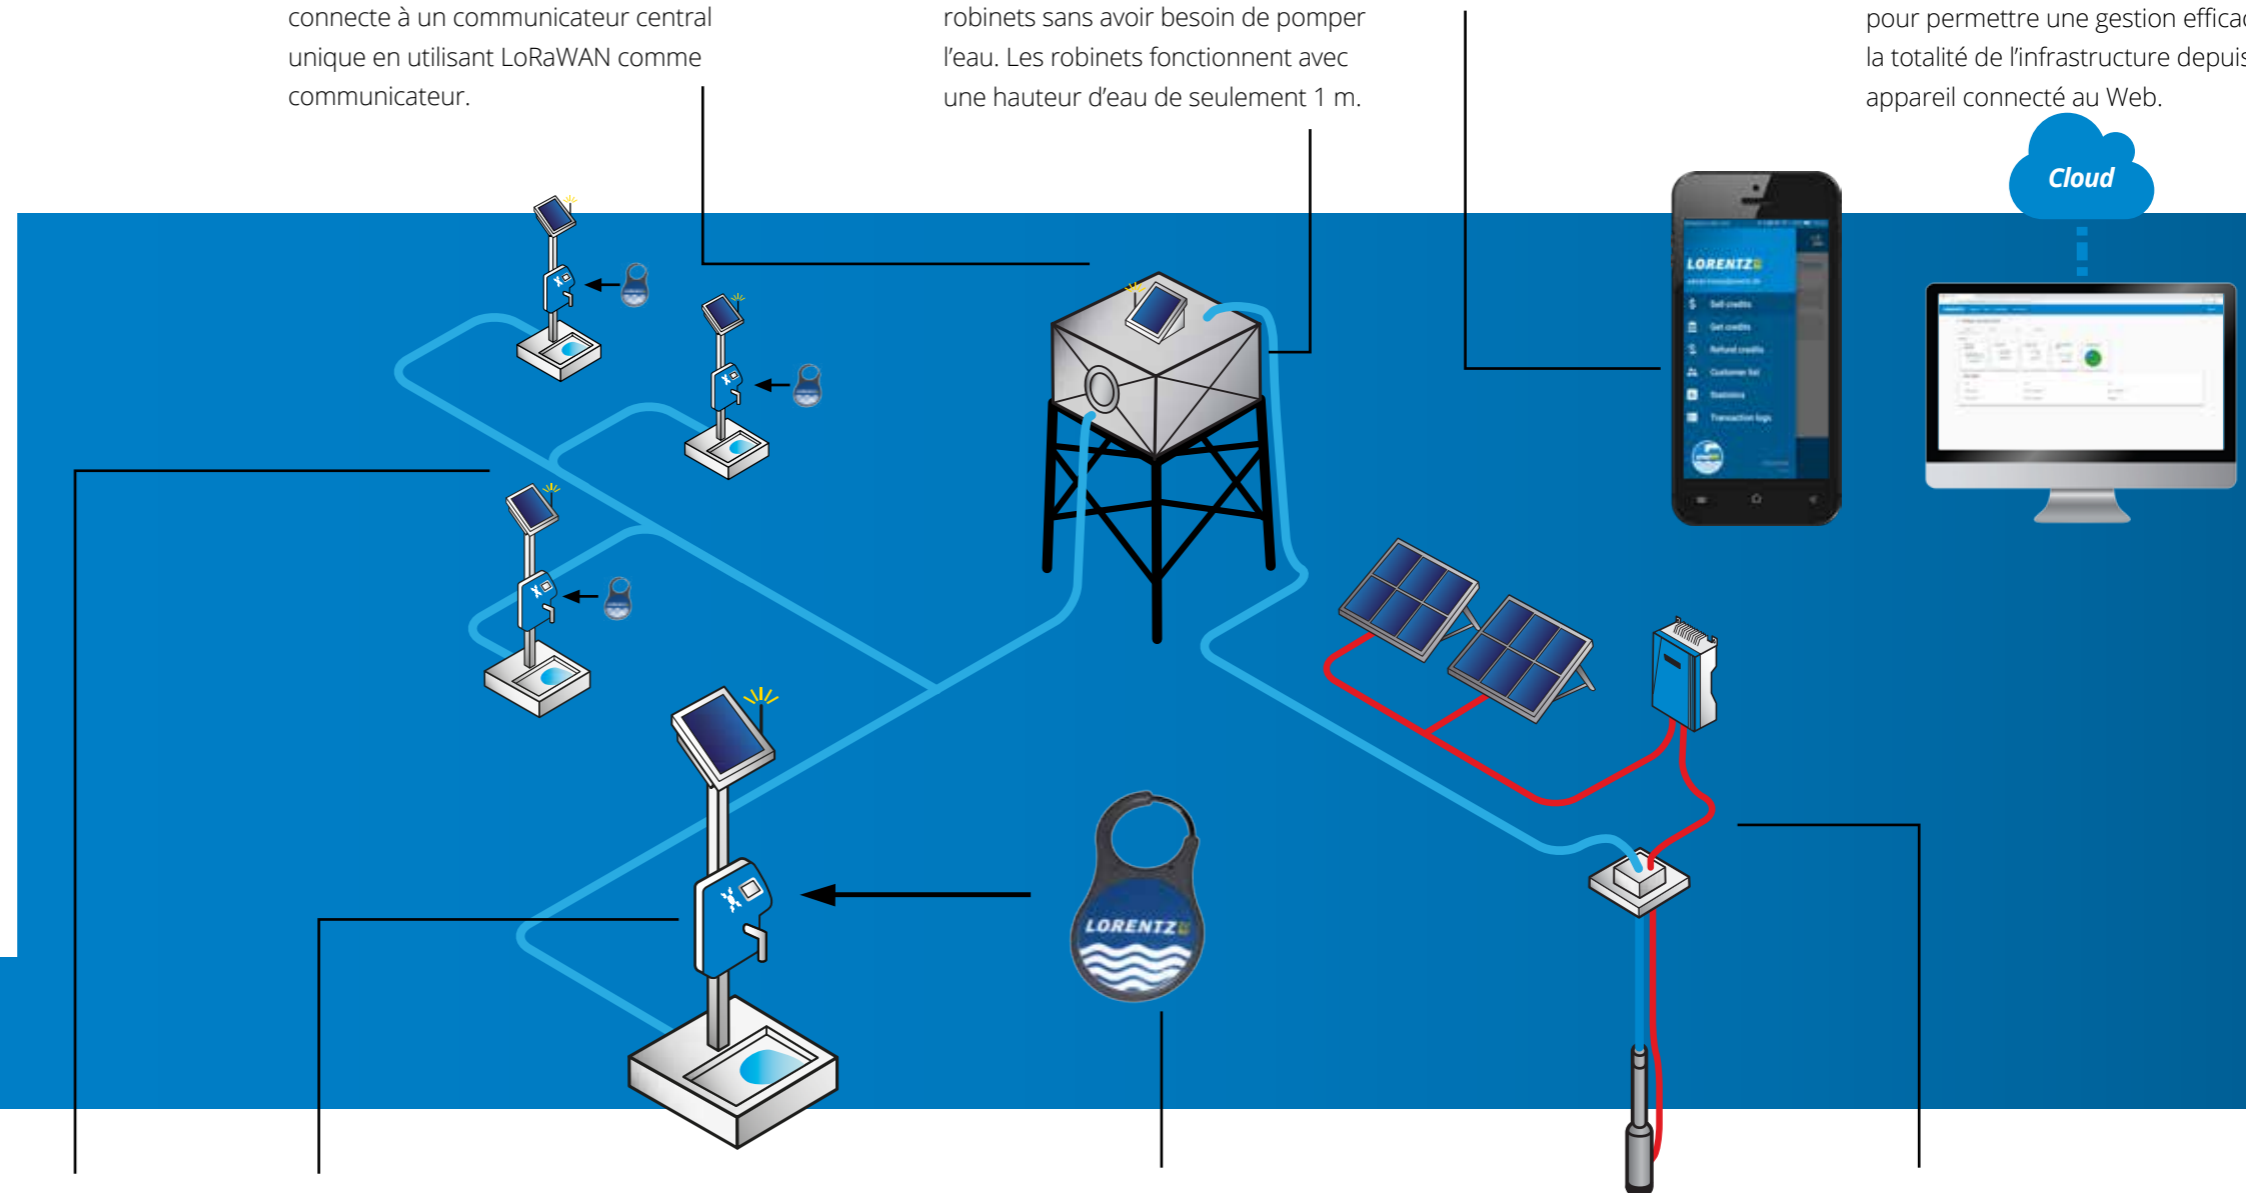 connecte à un communicateur central
unique en utilisant LoRaWAN comme
communicateur.
robinets sans avoir besoin de pomper
l'eau. Les robinets fonctionnent avec
une hauteur d'eau de seulement 1 m.
pour permettre une gestion effica
la totalité de l'infrastructure depuis
appareil connecté au Web.
Cloud
LORENTZ
Sell credits
Get credits
Refund credits
Customer list
Statistics
Transaction logs
LORENTZ